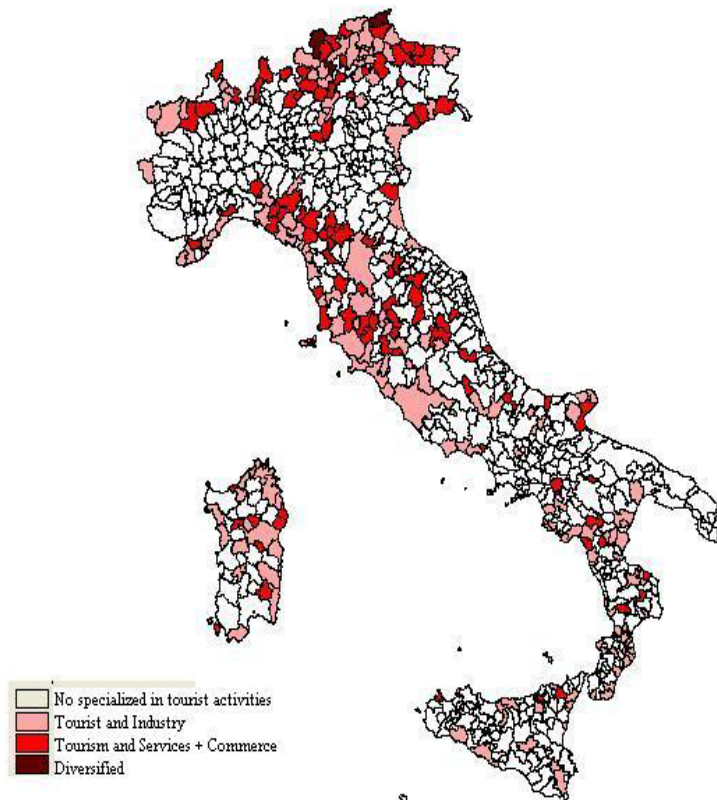 No specialized in tourist activities
Tourist and Industry
Tourism and Services + Commerce
Diversified